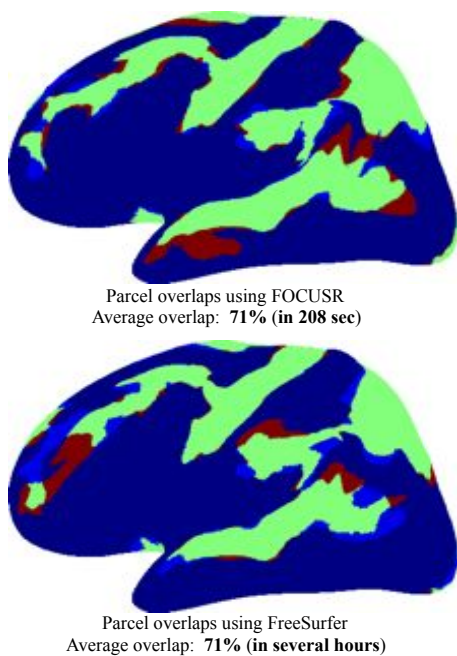 Parcel overlaps using FOCUSR
Average overlap: 71% (in 208 sec)
Parcel overlaps using FreeSurfer
Average overlap: 71% (in several hours)